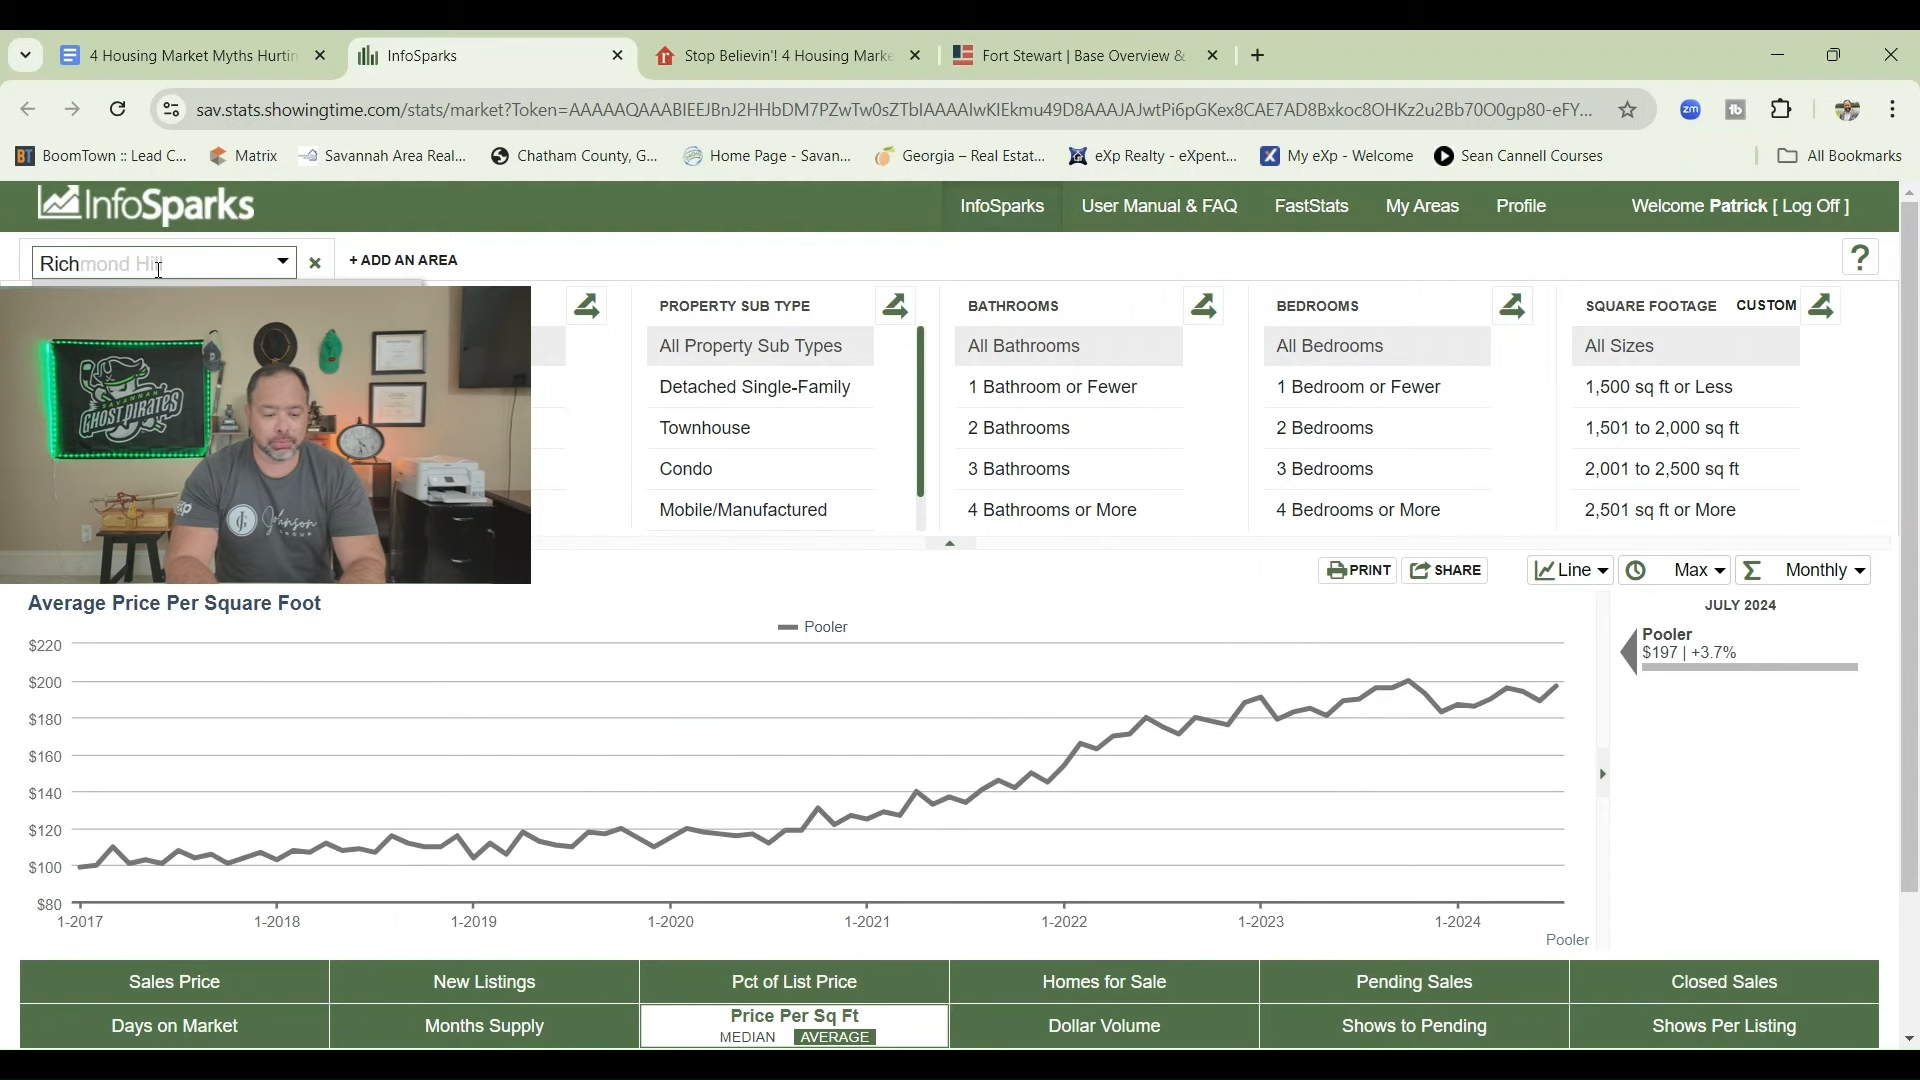 4 Housing Market Myths Hurtin
InfoSparks
Stop Believin'! 4 Housing Marke
Fort Stewart | Base Overview &
sav.stats.showingtime.com/stats/market?Token=AAAAAQAAABIEEJBnJ2HHbDM7PZwTw0sZTbIAAAAIwKIEkmu49D8AAAJAJwtPi6pGKex8CAE7AD8Bxkoc8OHKz2u2Bb70O0gp80-eFY...
zm
tb
BT BoomTown :: Lead C...
Matrix
Savannah Area Real...
Chatham County, G...
Home Page - Savan...
Georgia – Real Estat...
eXp Realty - eXpent...
My eXp - Welcome
Sean Cannell Courses
All Bookmarks
InfoSparks
InfoSparks
User Manual & FAQ
FastStats
My Areas
Profile
Welcome Patrick [ Log Off ]
Richmond Hill
+ ADD AN AREA
?
PROPERTY SUB TYPE
All Property Sub Types
Detached Single-Family
Townhouse
Condo
Mobile/Manufactured
BATHROOMS
All Bathrooms
1 Bathroom or Fewer
2 Bathrooms
3 Bathrooms
4 Bathrooms or More
BEDROOMS
All Bedrooms
1 Bedroom or Fewer
2 Bedrooms
3 Bedrooms
4 Bedrooms or More
SQUARE FOOTAGE CUSTOM
All Sizes
1,500 sq ft or Less
1,501 to 2,000 sq ft
2,001 to 2,500 sq ft
2,501 sq ft or More
SAVANNAH
GHOST PIRATES
exp
JG Johnson
GROUP
PRINT
SHARE
Line
Max
Monthly
Average Price Per Square Foot
Pooler
JULY 2024
Pooler
$197 | +3.7%
$220
$200
$180
$160
$140
$120
$100
$80
1-2017
1-2018
1-2019
1-2020
1-2021
1-2022
1-2023
1-2024
Pooler
Sales Price
New Listings
Pct of List Price
Homes for Sale
Pending Sales
Closed Sales
Days on Market
Months Supply
Price Per Sq Ft
MEDIAN AVERAGE
Dollar Volume
Shows to Pending
Shows Per Listing